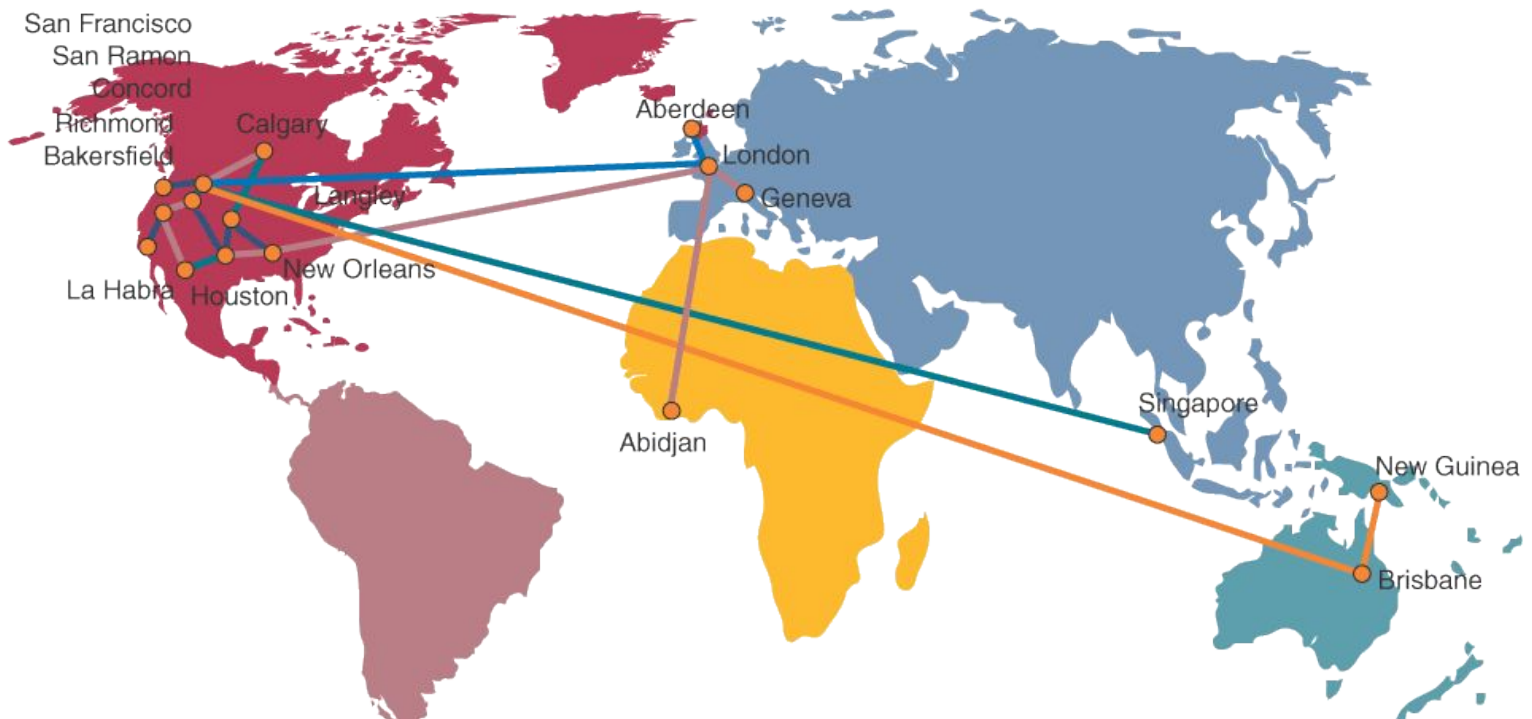 San Francisco
San Ramon
Concord
Richmond
Bakersfield
Calgary
Langley
La Habra
Houston
New Orleans
Aberdeen
London
Geneva
Abidjan
Singapore
New Guinea
Brisbane